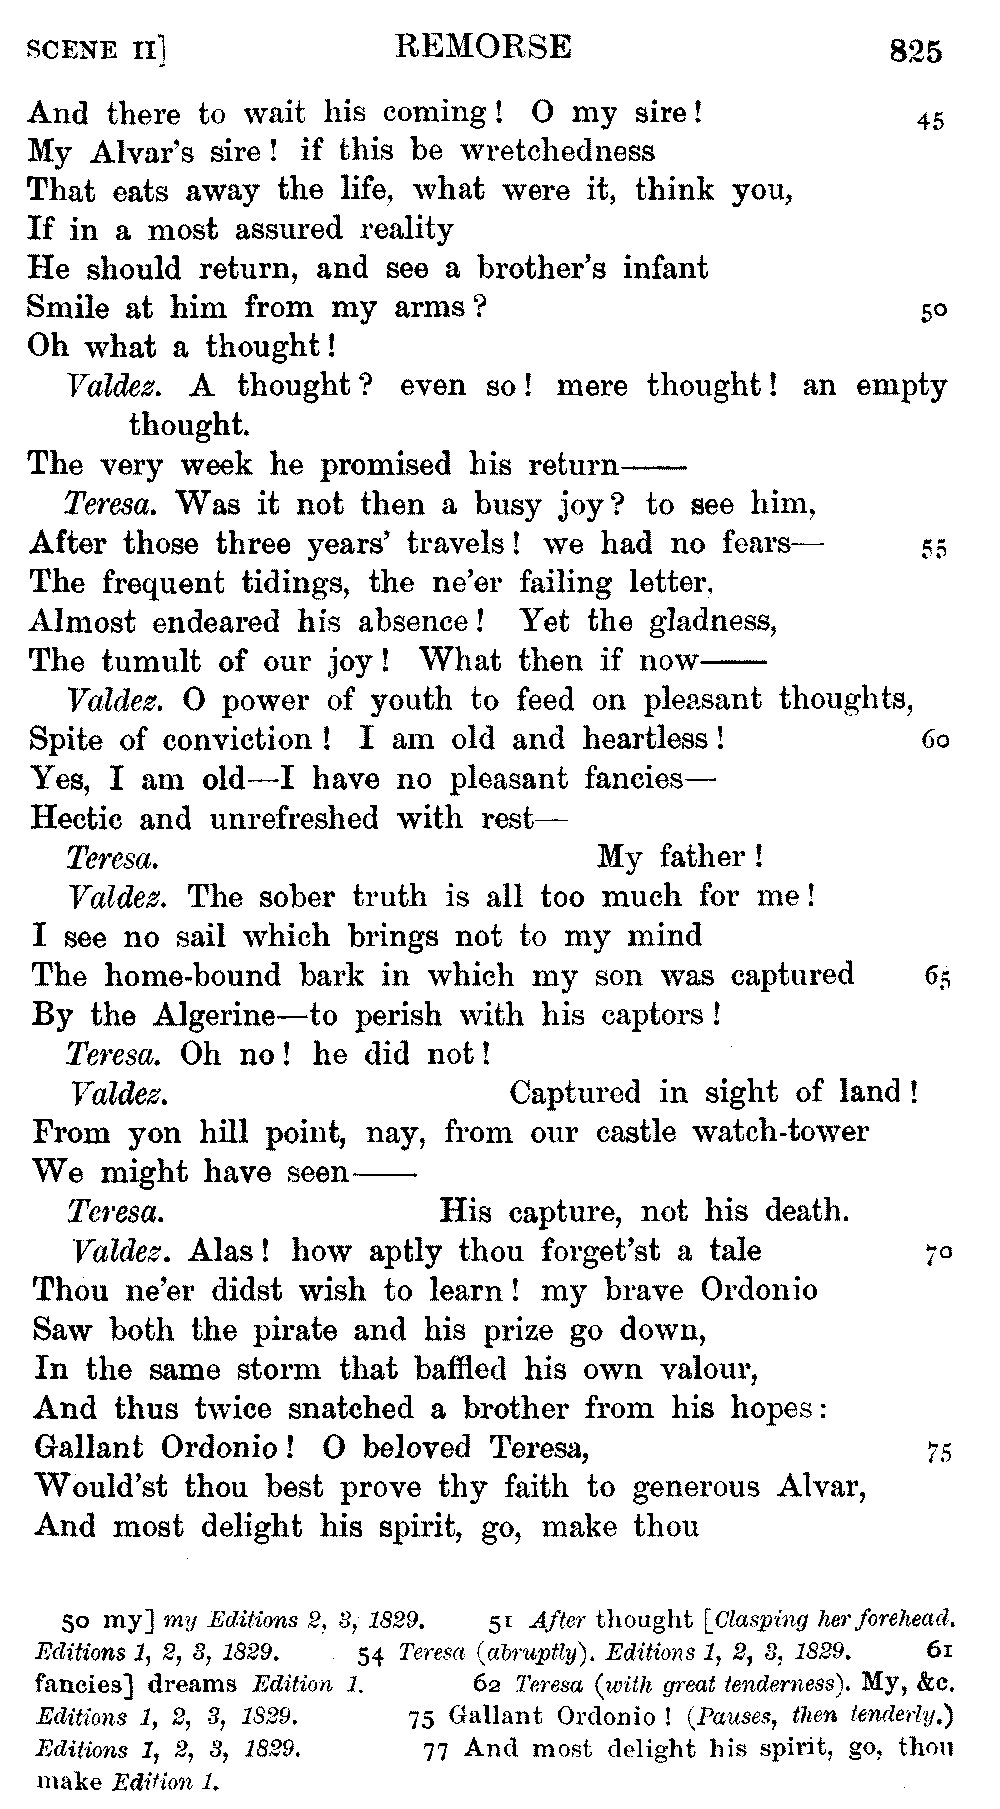 SCENE II] REMORSE 825
And there to wait his coming! O my sire! 45
My Alvar's sire! if this be wretchedness
That eats away the life, what were it, think you,
If in a most assured reality
He should return, and see a brother's infant
Smile at him from my arms? 50
Oh what a thought!
Valdez. A thought? even so! mere thought! an empty
thought.
The very week he promised his return——
Teresa. Was it not then a busy joy? to see him,
After those three years' travels! we had no fears— 55
The frequent tidings, the ne'er failing letter,
Almost endeared his absence! Yet the gladness,
The tumult of our joy! What then if now——
Valdez. O power of youth to feed on pleasant thoughts,
Spite of conviction! I am old and heartless! 60
Yes, I am old—I have no pleasant fancies—
Hectic and unrefreshed with rest—
Teresa. My father!
Valdez. The sober truth is all too much for me!
I see no sail which brings not to my mind
The home-bound bark in which my son was captured 65
By the Algerine—to perish with his captors!
Teresa. Oh no! he did not!
Valdez. Captured in sight of land!
From yon hill point, nay, from our castle watch-tower
We might have seen——
Teresa. His capture, not his death.
Valdez. Alas! how aptly thou forget'st a tale 70
Thou ne'er didst wish to learn! my brave Ordonio
Saw both the pirate and his prize go down,
In the same storm that baffled his own valour,
And thus twice snatched a brother from his hopes:
Gallant Ordonio! O beloved Teresa, 75
Would'st thou best prove thy faith to generous Alvar,
And most delight his spirit, go, make thou
50 my] my Editions 2, 3, 1829. 51 After thought [Clasping her forehead.
Editions 1, 2, 3, 1829. 54 Teresa (abruptly). Editions 1, 2, 3, 1829. 61
fancies] dreams Edition 1. 62 Teresa (with great tenderness). My, &c.
Editions 1, 2, 3, 1829. 75 Gallant Ordonio! (Pauses, then tenderly.)
Editions 1, 2, 3, 1829. 77 And most delight his spirit, go, thou
make Edition 1.